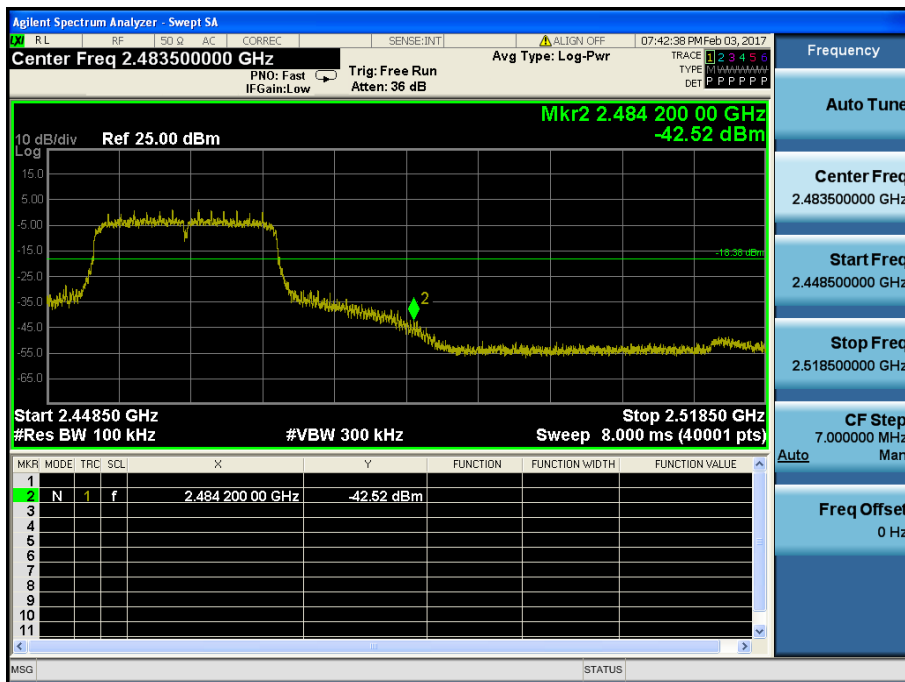 Agilent Spectrum Analyzer - Swept SA
LXI RL RF 50 Ω AC CORREC SENSE:INT ALIGN OFF 07:42:38 PM Feb 03, 2017
Center Freq 2.483500000 GHz
PNO: Fast
IFGain:Low
Trig: Free Run
Atten: 36 dB
Avg Type: Log-Pwr
TRACE 1 2 3 4 5 6
TYPE M WWWWW
DET P P P P P P
Mkr2 2.484 200 00 GHz
-42.52 dBm
10 dB/div Ref 25.00 dBm
Log
15.0
5.00
-5.00
-15.0
-18.38 dBm
-25.0
-35.0
2
-45.0
-55.0
-65.0
Start 2.44850 GHz Stop 2.51850 GHz
#Res BW 100 kHz #VBW 300 kHz Sweep 8.000 ms (40001 pts)
MKR MODE TRC SCL X Y FUNCTION FUNCTION WIDTH FUNCTION VALUE
1
2 N 1 f 2.484 200 00 GHz -42.52 dBm
3
4
5
6
7
8
9
10
11
MSG STATUS
Frequency
Auto Tune
Center Freq
2.483500000 GHz
Start Freq
2.448500000 GHz
Stop Freq
2.518500000 GHz
CF Step
7.000000 MHz
Auto Man
Freq Offset
0 Hz